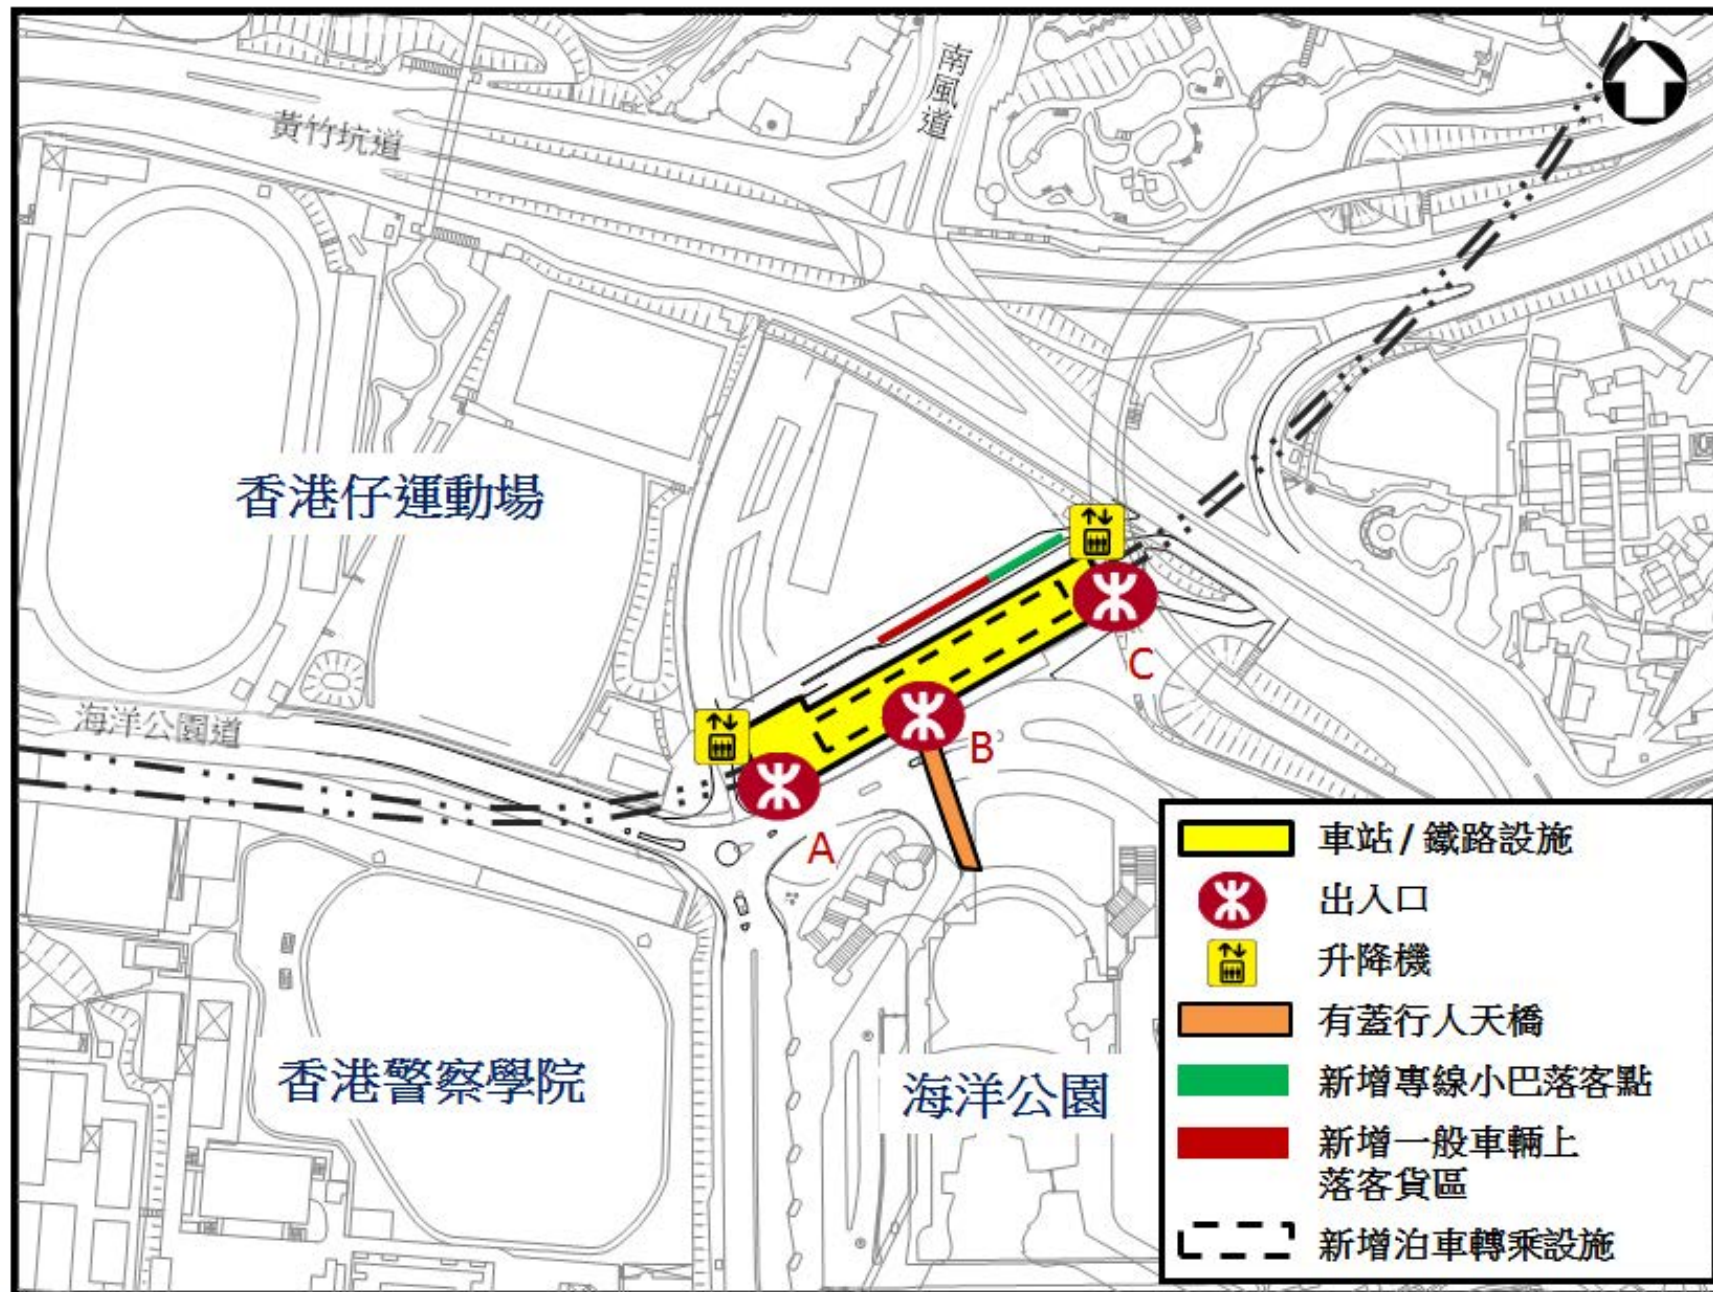 南風道
黃竹坑道
香港仔運動場
海洋公園道
C
B
A
香港警察學院
海洋公園
車站 / 鐵路設施
出入口
升降機
有蓋行人天橋
新增專線小巴落客點
新增一般車輛上
落客貨區
新增泊車轉乘設施